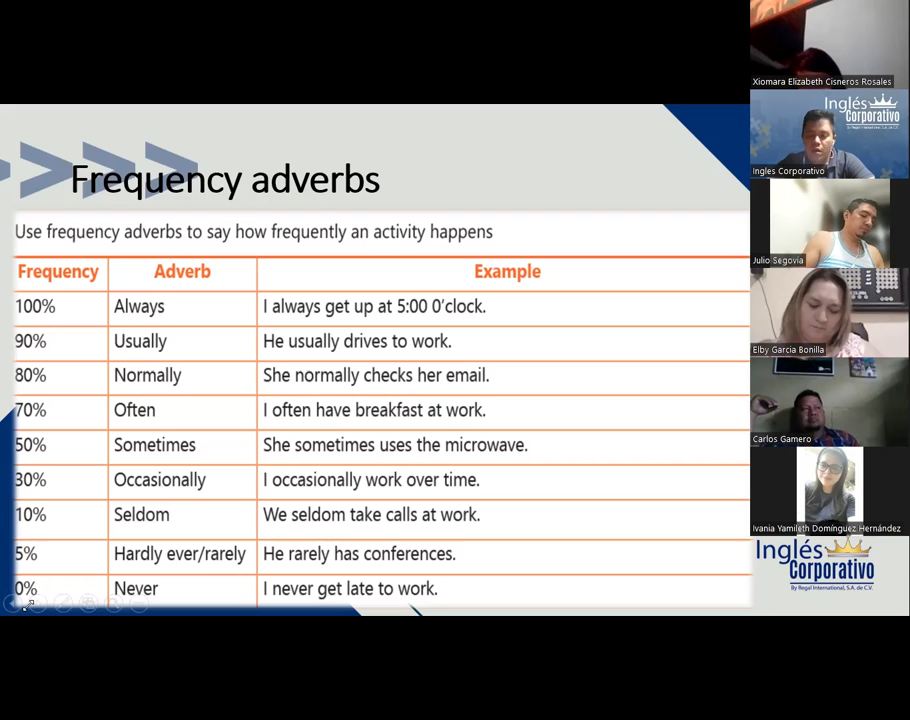 Frequency adverbs
Use frequency adverbs to say how frequently an activity happens
Frequency Adverb Example
100% Always I always get up at 5:00 0'clock.
90% Usually He usually drives to work.
80% Normally She normally checks her email.
70% Often I often have breakfast at work.
50% Sometimes She sometimes uses the microwave.
30% Occasionally I occasionally work over time.
10% Seldom We seldom take calls at work.
5% Hardly ever/rarely He rarely has conferences.
0% Never I never get late to work.
Xiomara Elizabeth Cisneros Rosales
Inglés
Corporativo
By Regal International, S.A. de C.V.
Ingles Corporativo
Julio Segovia
Elby Garcia Bonilla
Carlos Gamero
Ivania Yamileth Domínguez Hernández
Inglés
Corporativo
By Regal International, S.A. de C.V.